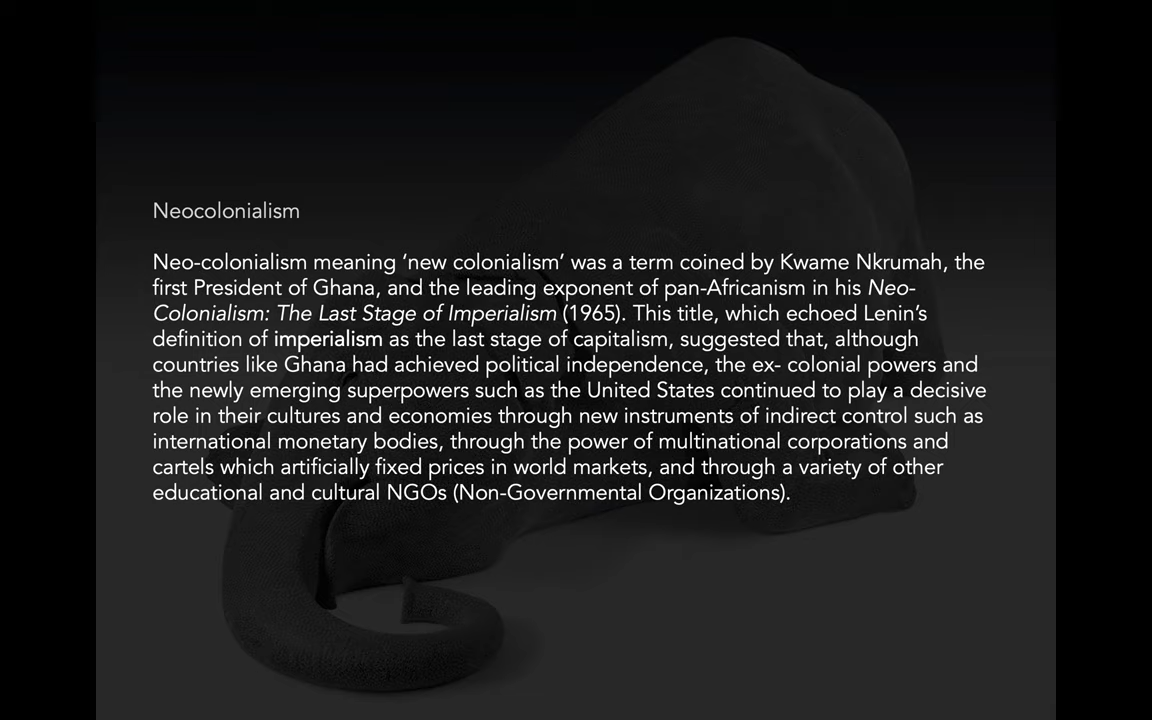 Neocolonialism
Neo-colonialism meaning ‘new colonialism’ was a term coined by Kwame Nkrumah, the
first President of Ghana, and the leading exponent of pan-Africanism in his Neo-
Colonialism: The Last Stage of Imperialism (1965). This title, which echoed Lenin’s
definition of imperialism as the last stage of capitalism, suggested that, although
countries like Ghana had achieved political independence, the ex- colonial powers and
the newly emerging superpowers such as the United States continued to play a decisive
role in their cultures and economies through new instruments of indirect control such as
international monetary bodies, through the power of multinational corporations and
cartels which artificially fixed prices in world markets, and through a variety of other
educational and cultural NGOs (Non-Governmental Organizations).